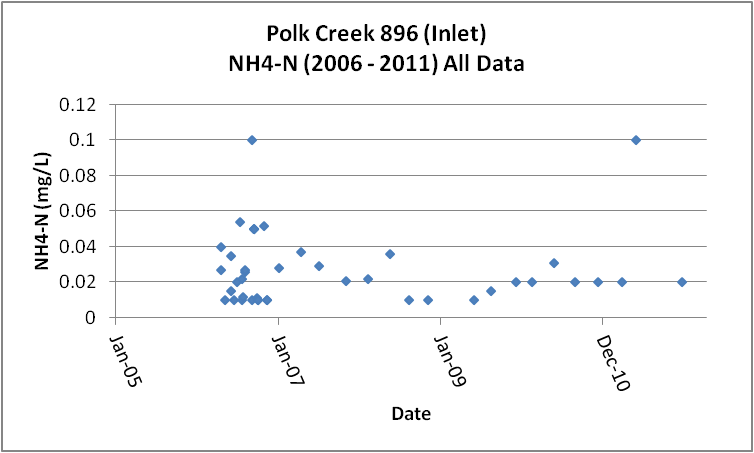 Polk Creek 896 (Inlet)
NH4-N (2006 - 2011) All Data
0.12
0.1
0.08
0.06
0.04
0.02
0
NH4-N (mg/L)
Jan-05
Jan-07
Jan-09
Dec-10
Date